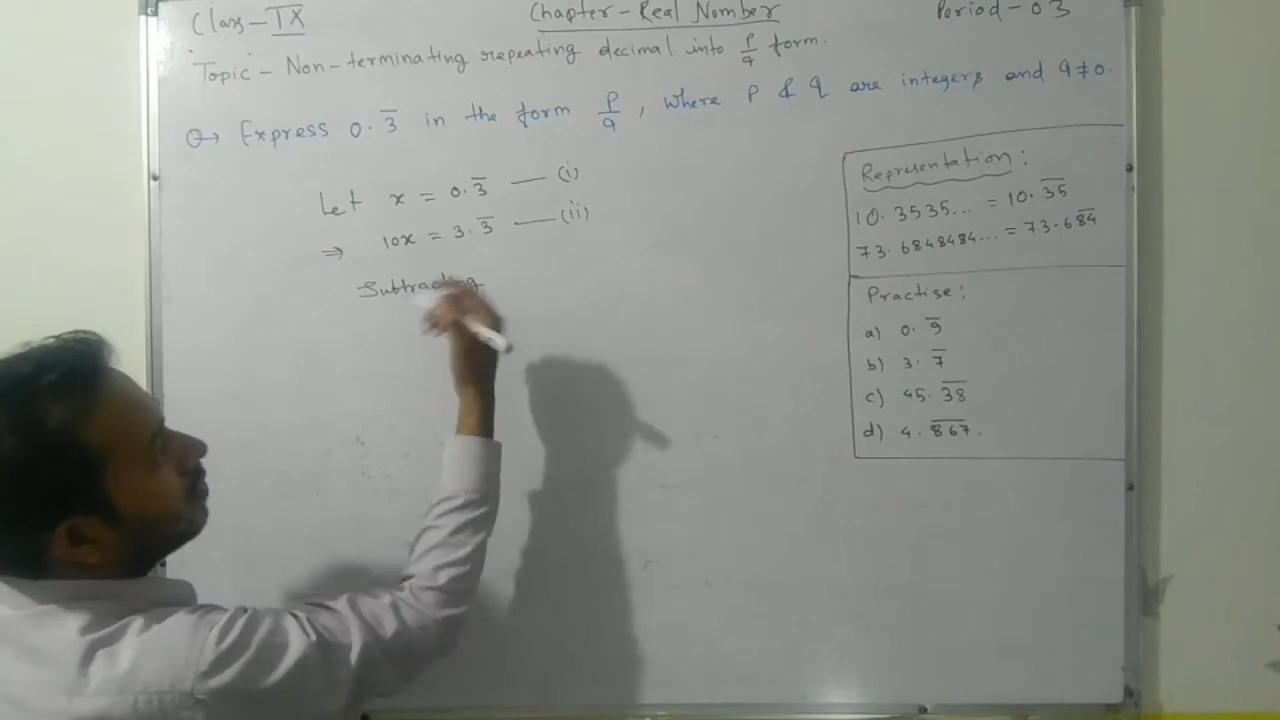 Class - IX
Chapter - Real Number
Period - 03
Topic - Non-terminating repeating decimal into p/q form.
Q→ Express 0.3̅ in the form p/q, where p & q are integers and q≠0.
Let x = 0.3̅ — (i)
⇒ 10x = 3.3̅ — (ii)
Subtracting
Representation:
10.3535... = 10.3̅5̅
73.6848484... = 73.68̅4̅
Practise:
a) 0.9̅
b) 3.7̅
c) 45.3̅8̅
d) 4.8̅6̅7̅.